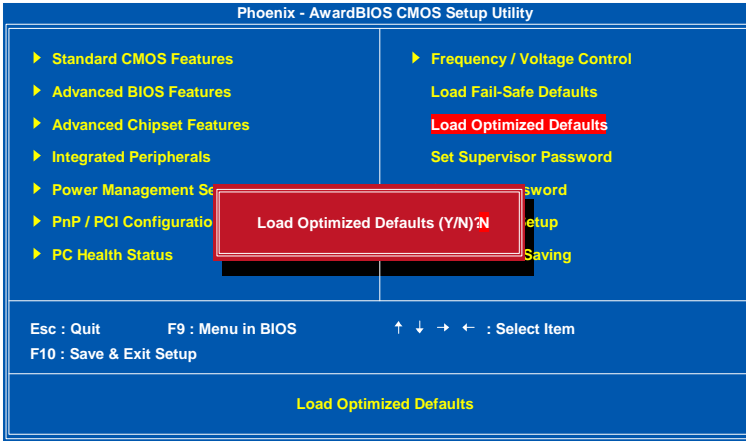 Phoenix - AwardBIOS CMOS Setup Utility
Standard CMOS Features
Advanced BIOS Features
Advanced Chipset Features
Integrated Peripherals
Power Management Se
PnP / PCI Configuratio
PC Health Status
Frequency / Voltage Control
Load Fail-Safe Defaults
Load Optimized Defaults
Set Supervisor Password
sword
etup
Saving
Load Optimized Defaults (Y/N)?N
Esc : Quit F9 : Menu in BIOS ↑ ↓ → ← : Select Item
F10 : Save & Exit Setup
Load Optimized Defaults